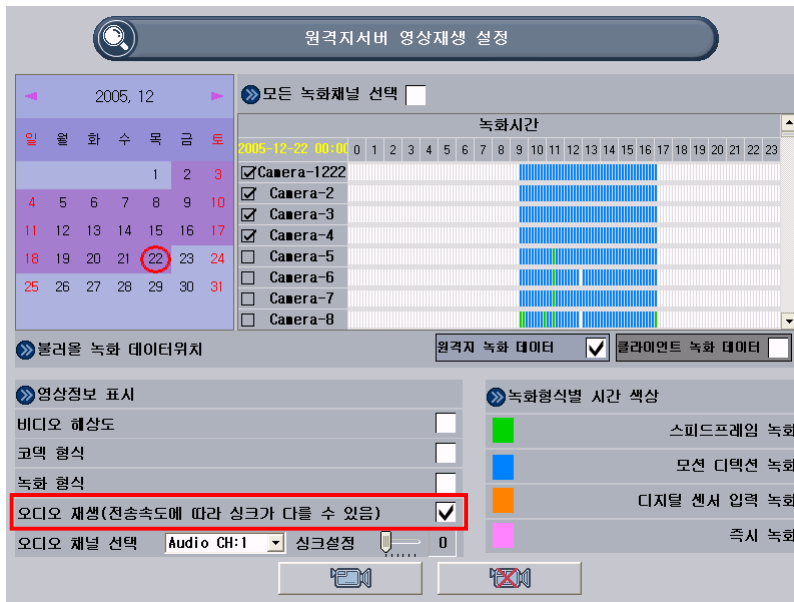 원격지서버 영상재생 설정
2005, 12
일 월 화 수 목 금 토
1 2 3
4 5 6 7 8 9 10
11 12 13 14 15 16 17
18 19 20 21 22 23 24
25 26 27 28 29 30 31
모든 녹화채널 선택
녹화시간
2005-12-22 00:00 0 1 2 3 4 5 6 7 8 9 10 11 12 13 14 15 16 17 18 19 20 21 22 23
Camera-1222
Camera-2
Camera-3
Camera-4
Camera-5
Camera-6
Camera-7
Camera-8
불러올 녹화 데이터위치
원격지 녹화 데이터
클라이언트 녹화 데이터
영상정보 표시
비디오 해상도
코덱 형식
녹화 형식
오디오 재생(전송속도에 따라 싱크가 다를 수 있음)
오디오 채널 선택 Audio CH:1 싱크설정 0
녹화형식별 시간 색상
스피드프레임 녹화
모션 디텍션 녹화
디지털 센서 입력 녹화
즉시 녹화